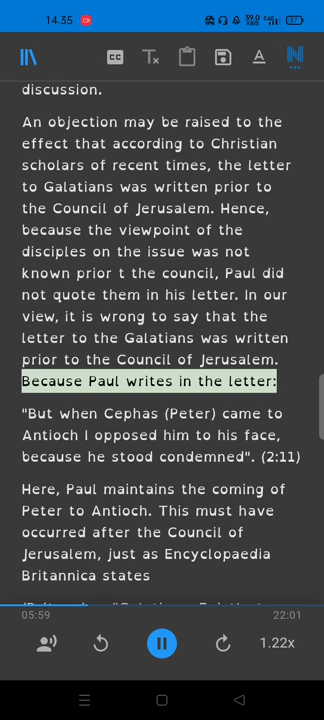 14.35
39.0
KB/S
57
CC
discussion.
An objection may be raised to the
effect that according to Christian
scholars of recent times, the letter
to Galatians was written prior to
the Council of Jerusalem. Hence,
because the viewpoint of the
disciples on the issue was not
known prior t the council, Paul did
not quote them in his letter. In our
view, it is wrong to say that the
letter to the Galatians was written
prior to the Council of Jerusalem.
Because Paul writes in the letter:
"But when Cephas (Peter) came to
Antioch I opposed him to his face,
because he stood condemned". (2:11)
Here, Paul maintains the coming of
Peter to Antioch. This must have
occurred after the Council of
Jerusalem, just as Encyclopaedia
Britannica states
05:59
22:01
1.22x